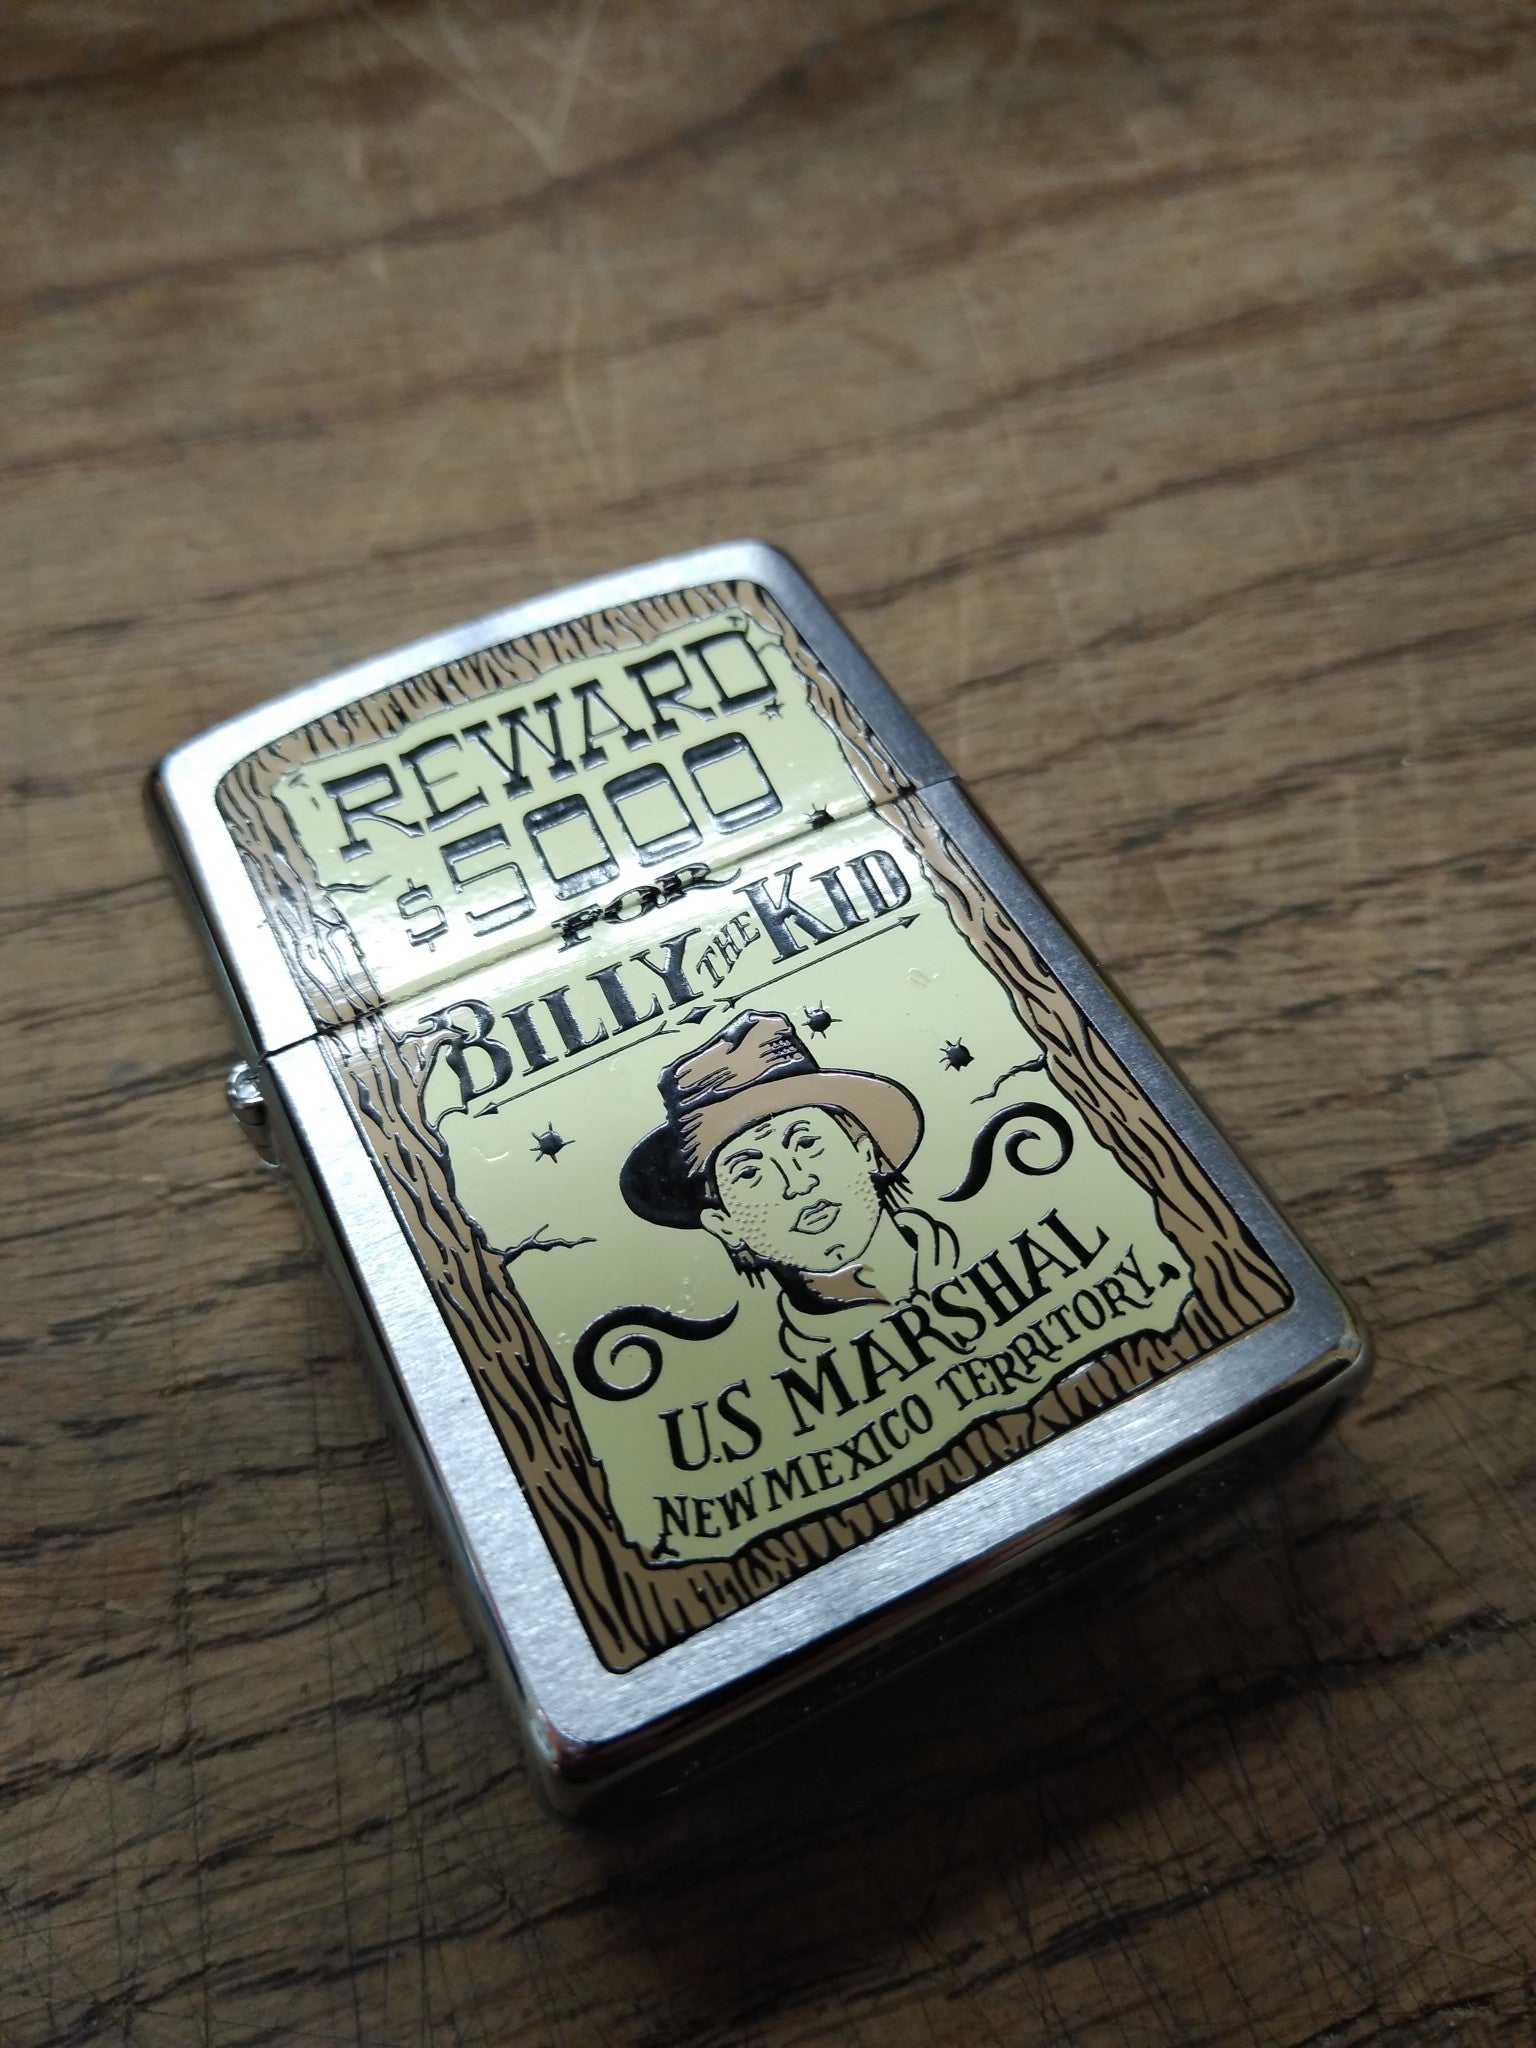 REWARD
$5000
FOR
BILLY THE KID
U.S MARSHAL
NEW MEXICO TERRITORY.